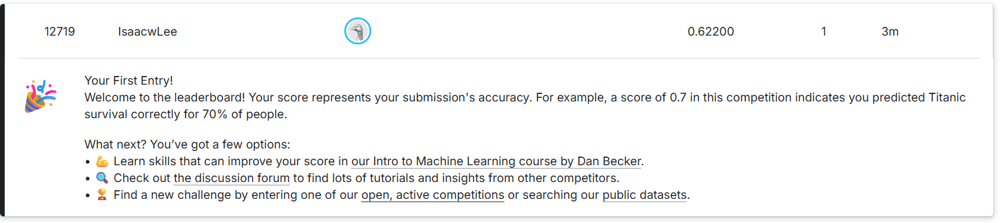 12719 IsaacwLee 0.62200 1 3m
Your First Entry!
Welcome to the leaderboard! Your score represents your submission's accuracy. For example, a score of 0.7 in this competition indicates you predicted Titanic
survival correctly for 70% of people.
What next? You’ve got a few options:
• 💪 Learn skills that can improve your score in our Intro to Machine Learning course by Dan Becker.
• 🔍 Check out the discussion forum to find lots of tutorials and insights from other competitors.
• 🏆 Find a new challenge by entering one of our open, active competitions or searching our public datasets.